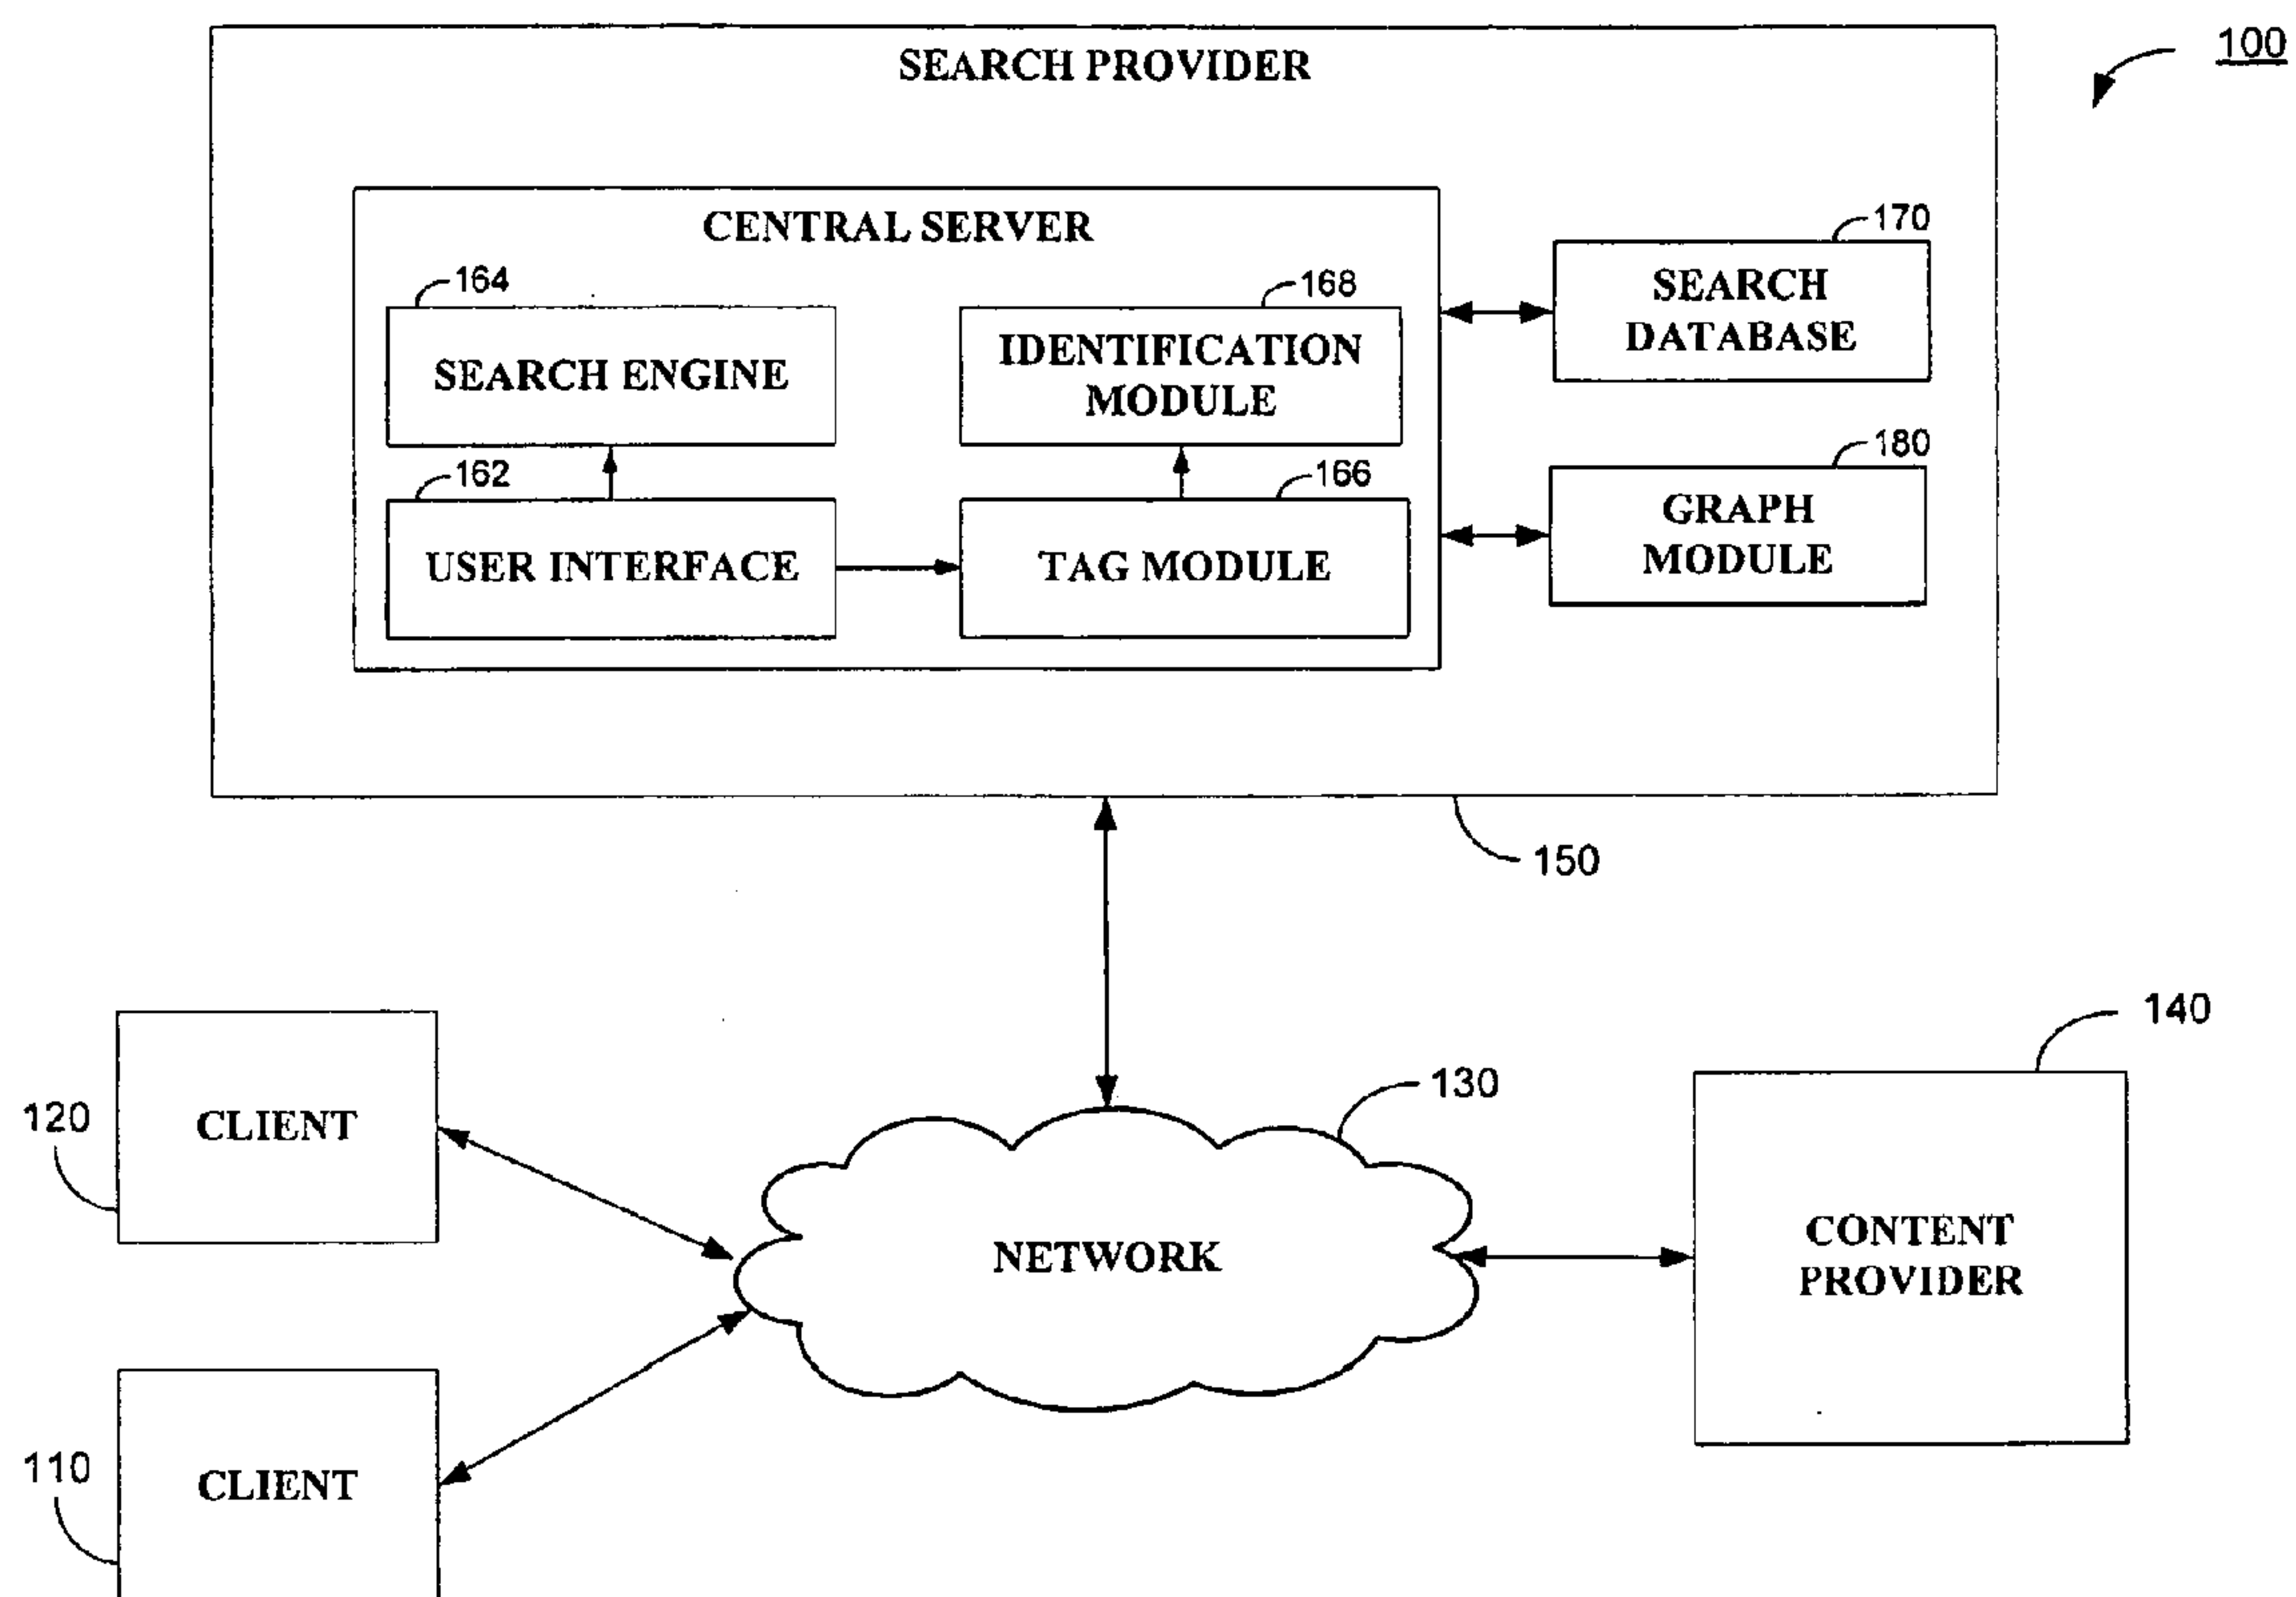 100
SEARCH PROVIDER
CENTRAL SERVER
164
SEARCH ENGINE
168
IDENTIFICATION
MODULE
170
SEARCH
DATABASE
162
USER INTERFACE
166
TAG MODULE
180
GRAPH
MODULE
150
120
CLIENT
130
NETWORK
140
CONTENT
PROVIDER
110
CLIENT